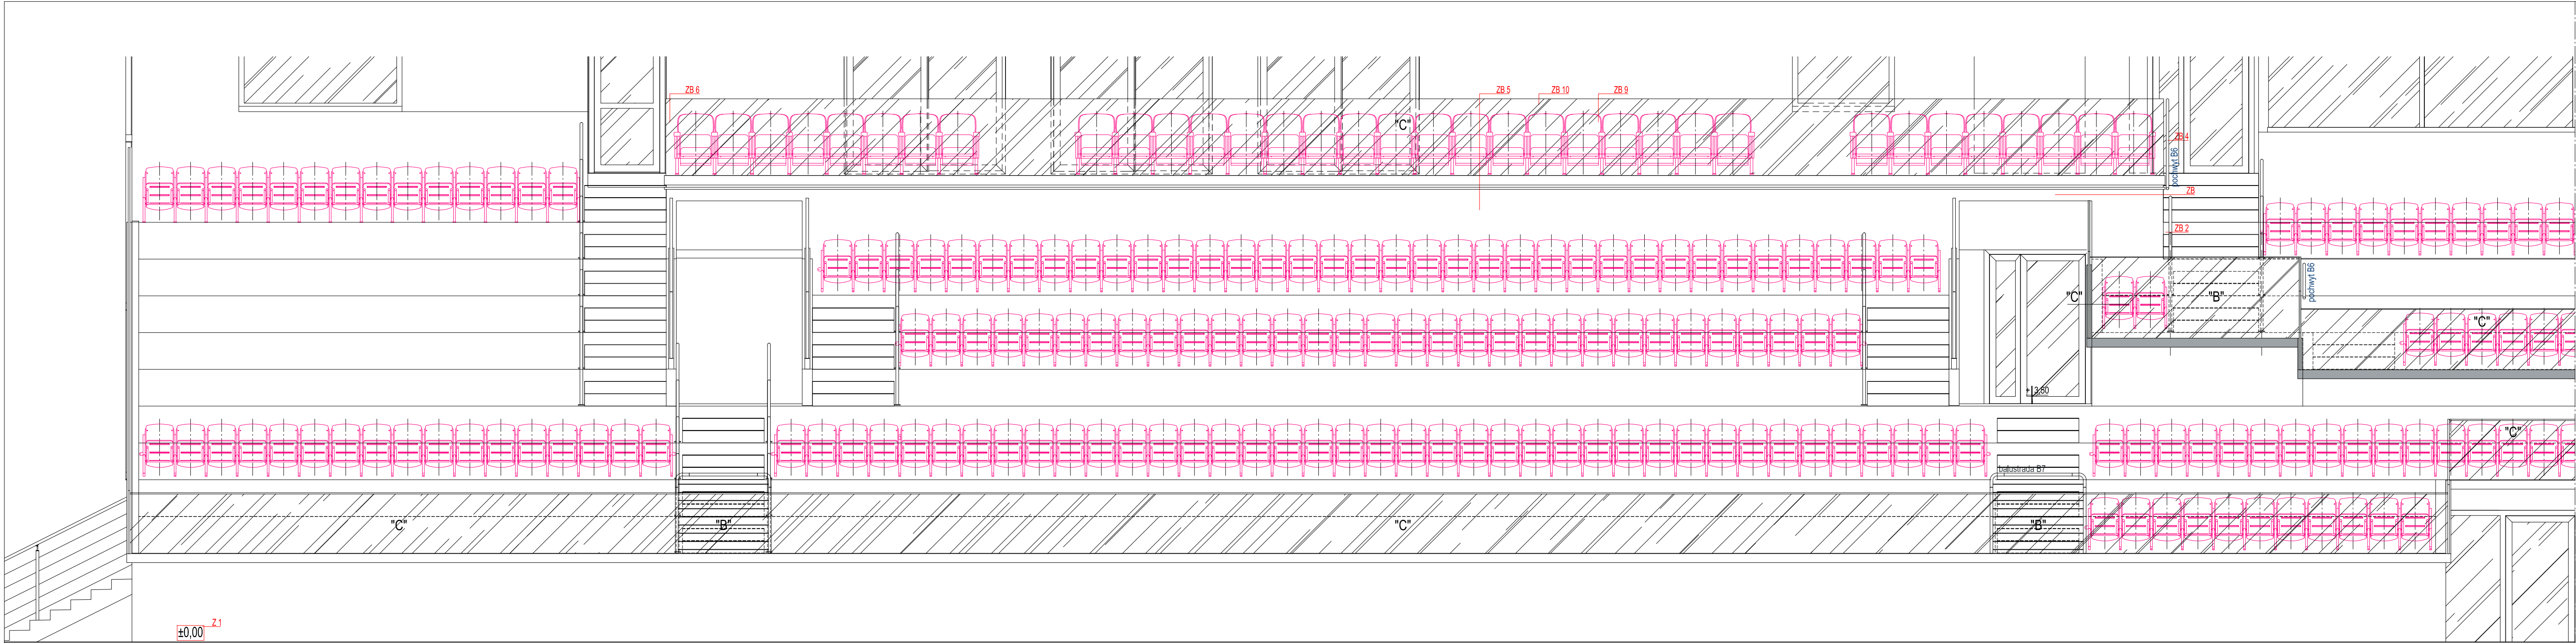 ZB 6
ZB 5
ZB 10
ZB 9
"C"
ZB 4
pochwyt B6
ZB
ZB 2
pochwyt B6
"C"
"B"
"C"
+ 3,60
"C"
balustrada B7
"C"
"B"
"C"
"B"
Z 1
±0,00